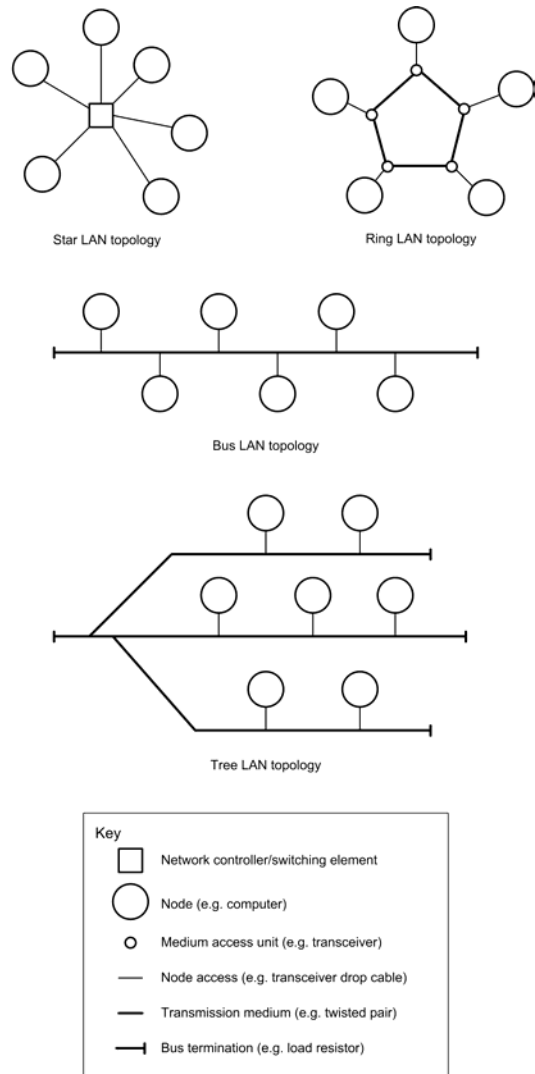 Star LAN topology
Ring LAN topology
Bus LAN topology
Tree LAN topology
Key
Network controller/switching element
Node (e.g. computer)
Medium access unit (e.g. transceiver)
Node access (e.g. transceiver drop cable)
Transmission medium (e.g. twisted pair)
Bus termination (e.g. load resistor)